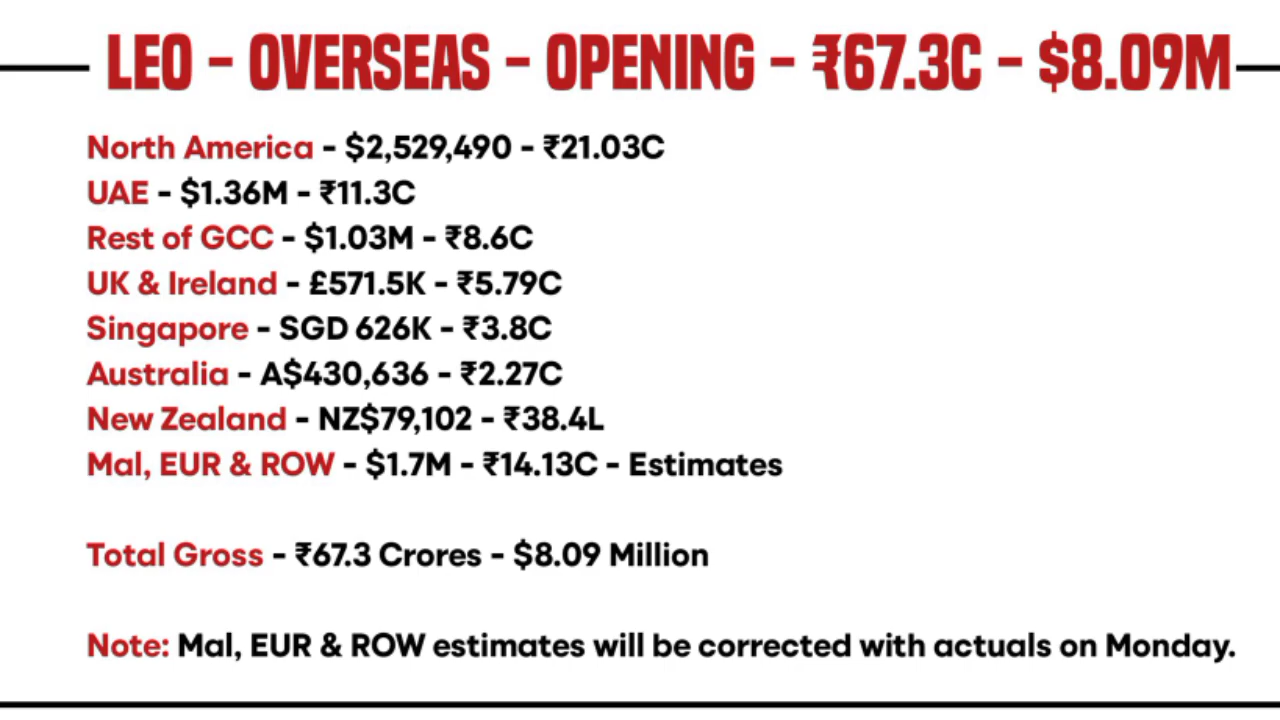 LEO - OVERSEAS - OPENING - ₹67.3C - $8.09M
North America - $2,529,490 - ₹21.03C
UAE - $1.36M - ₹11.3C
Rest of GCC - $1.03M - ₹8.6C
UK & Ireland - £571.5K - ₹5.79C
Singapore - SGD 626K - ₹3.8C
Australia - A$430,636 - ₹2.27C
New Zealand - NZ$79,102 - ₹38.4L
Mal, EUR & ROW - $1.7M - ₹14.13C - Estimates
Total Gross - ₹67.3 Crores - $8.09 Million
Note: Mal, EUR & ROW estimates will be corrected with actuals on Monday.